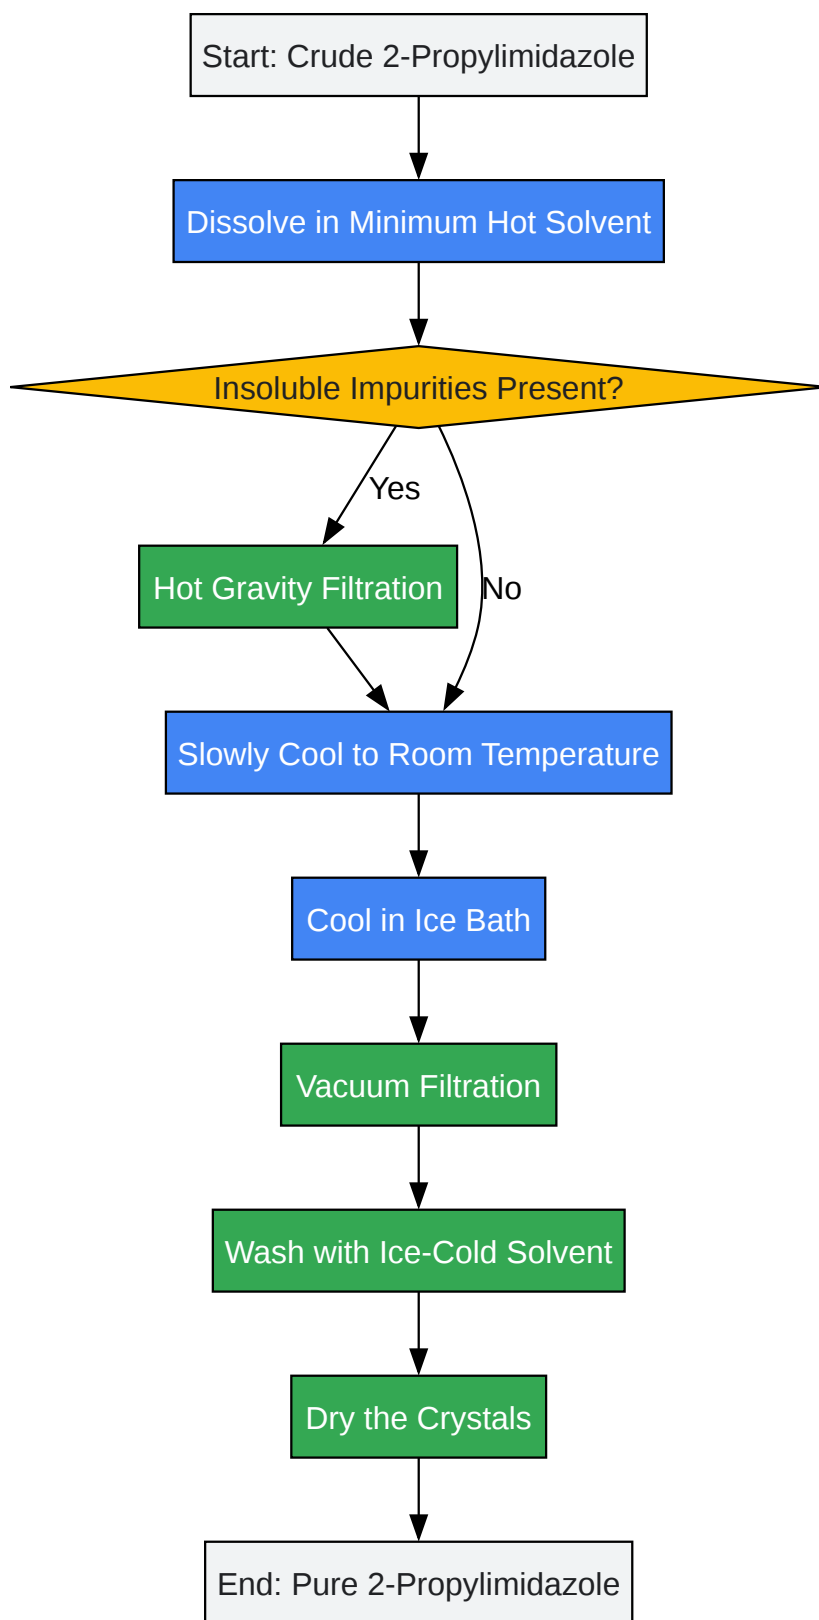 Start: Crude 2-Propylimidazole
Dissolve in Minimum Hot Solvent
Insoluble Impurities Present?
Yes
Hot Gravity Filtration
No
Slowly Cool to Room Temperature
Cool in Ice Bath
Vacuum Filtration
Wash with Ice-Cold Solvent
Dry the Crystals
End: Pure 2-Propylimidazole